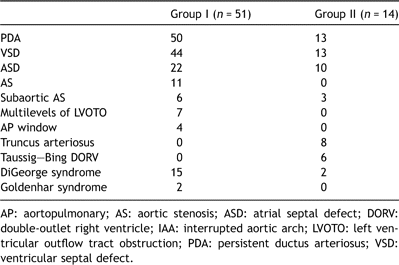 Group I (n = 51) Group II (n = 14)
PDA 50 13
VSD 44 13
ASD 22 10
AS 11 0
Subaortic AS 6 3
Multilevels of LVOTO 7 0
AP window 4 0
Truncus arteriosus 0 8
Taussig–Bing DORV 0 6
DiGeorge syndrome 15 2
Goldenhar syndrome 2 0
AP: aortopulmonary; AS: aortic stenosis; ASD: atrial septal defect; DORV:
double-outlet right ventricle; IAA: interrupted aortic arch; LVOTO: left ven-
tricular outflow tract obstruction; PDA: persistent ductus arteriosus; VSD:
ventricular septal defect.